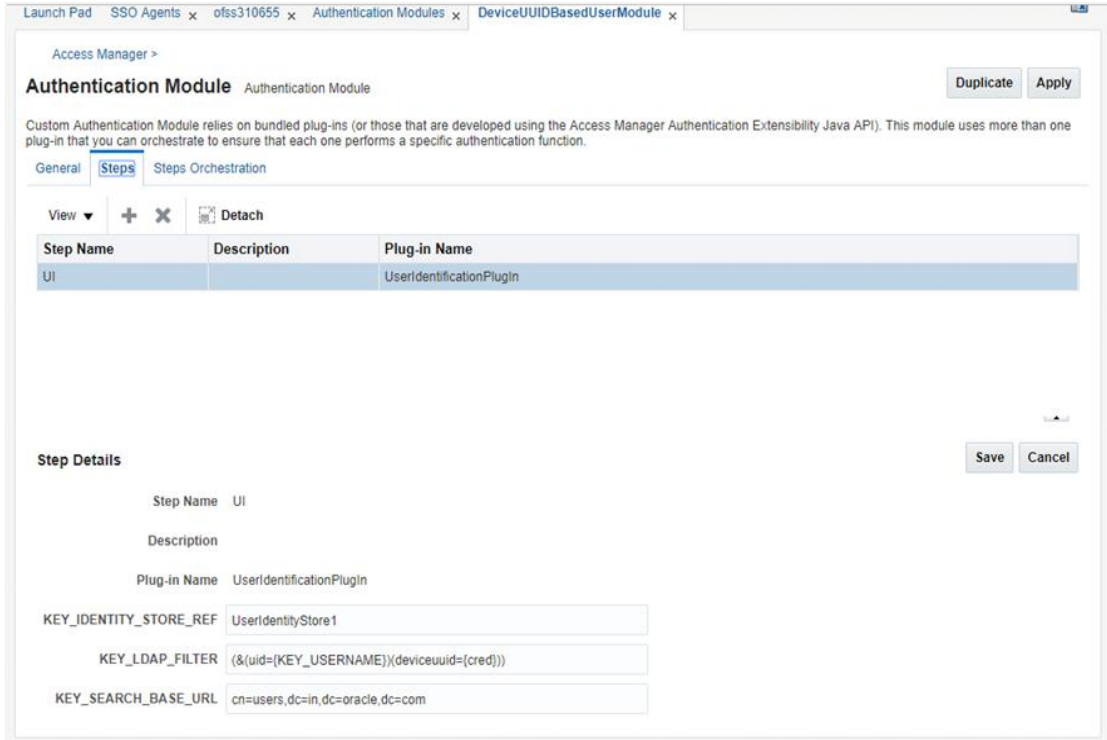 Launch Pad SSO Agents x ofss310655 x Authentication Modules x DeviceUUIDBasedUserModule x
Access Manager >
Authentication Module Authentication Module
Duplicate Apply
Custom Authentication Module relies on bundled plug-ins (or those that are developed using the Access Manager Authentication Extensibility Java API). This module uses more than one
plug-in that you can orchestrate to ensure that each one performs a specific authentication function.
General Steps Steps Orchestration
View Detach
Step Name Description Plug-in Name
UI UserIdentificationPlugIn
Step Details
Save Cancel
Step Name UI
Description
Plug-in Name UserIdentificationPlugIn
KEY_IDENTITY_STORE_REF UserIdentityStore1
KEY_LDAP_FILTER (&(uid={KEY_USERNAME})(deviceuuid={cred}))
KEY_SEARCH_BASE_URL cn=users,dc=in,dc=oracle,dc=com